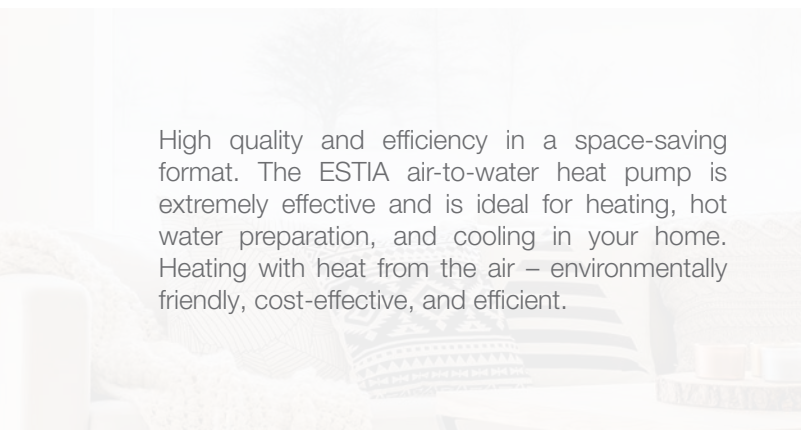 High quality and efficiency in a space-saving
format. The ESTIA air-to-water heat pump is
extremely effective and is ideal for heating, hot
water preparation, and cooling in your home.
Heating with heat from the air – environmentally
friendly, cost-effective, and efficient.